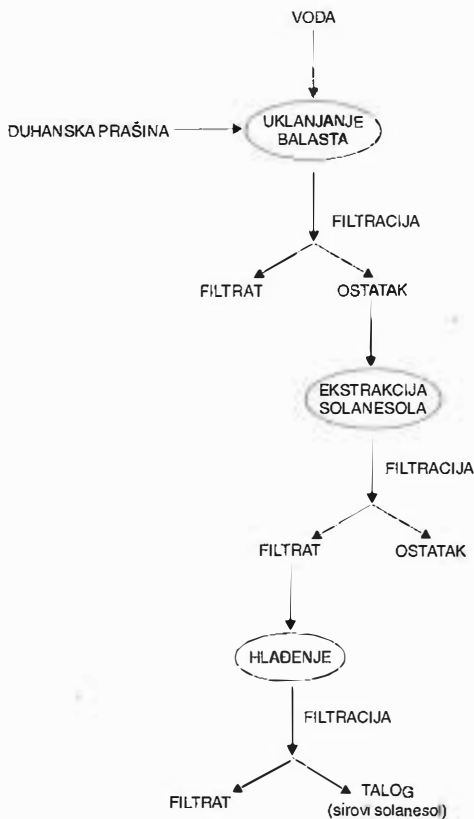 VODA
DUHANSKA PRAŠINA
UKLANJANJE
BALASTA
FILTRACIJA
FILTRAT
OSTATAK
EKSTRAKCIJA
SOLANESOLA
FILTRACIJA
FILTRAT
OSTATAK
HLAĐENJE
FILTRACIJA
FILTRAT
TALOG
(sirovi solanesol)